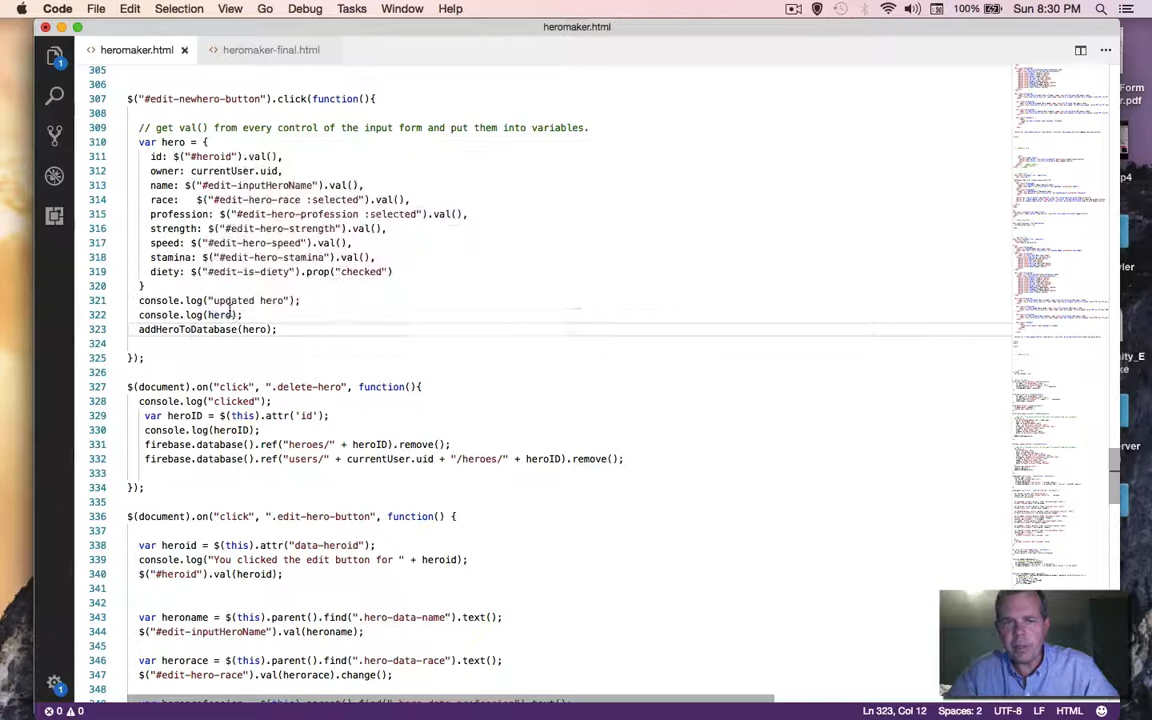 Code File Edit Selection View Go Debug Tasks Window Help 100% Sun 8:30 PM
heromaker.html
heromaker.html heromaker-final.html
305
306
307 $("#edit-newhero-button").click(function(){
308
309 // get val() from every control of the input form and put them into variables.
310 var hero = {
311 id: $("#heroid").val(),
312 owner: currentUser.uid,
313 name: $("#edit-inputHeroName").val(),
314 race: $("#edit-hero-race :selected").val(),
315 profession: $("#edit-hero-profession :selected").val(),
316 strength: $("#edit-hero-strength").val(),
317 speed: $("#edit-hero-speed").val(),
318 stamina: $("#edit-hero-stamina").val(),
319 diety: $("#edit-is-diety").prop("checked")
320 }
321 console.log("updated hero");
322 console.log(hero);
323 addHeroToDatabase(hero);
324
325 });
326
327 $(document).on("click", ".delete-hero", function(){
328 console.log("clicked");
329 var heroID = $(this).attr('id');
330 console.log(heroID);
331 firebase.database().ref("heroes/" + heroID).remove();
332 firebase.database().ref("users/" + currentUser.uid + "/heroes/" + heroID).remove();
333
334 });
335
336 $(document).on("click", ".edit-hero-button", function() {
337
338 var heroid = $(this).attr("data-heroid");
339 console.log("You clicked the edit button for " + heroid);
340 $("#heroid").val(heroid);
341
342
343 var heroname = $(this).parent().find(".hero-data-name").text();
344 $("#edit-inputHeroName").val(heroname);
345
346 var herorace = $(this).parent().find(".hero-data-race").text();
347 $("#edit-hero-race").val(herorace).change();
348
0 0 Ln 323, Col 12 Spaces: 2 UTF-8 LF HTML